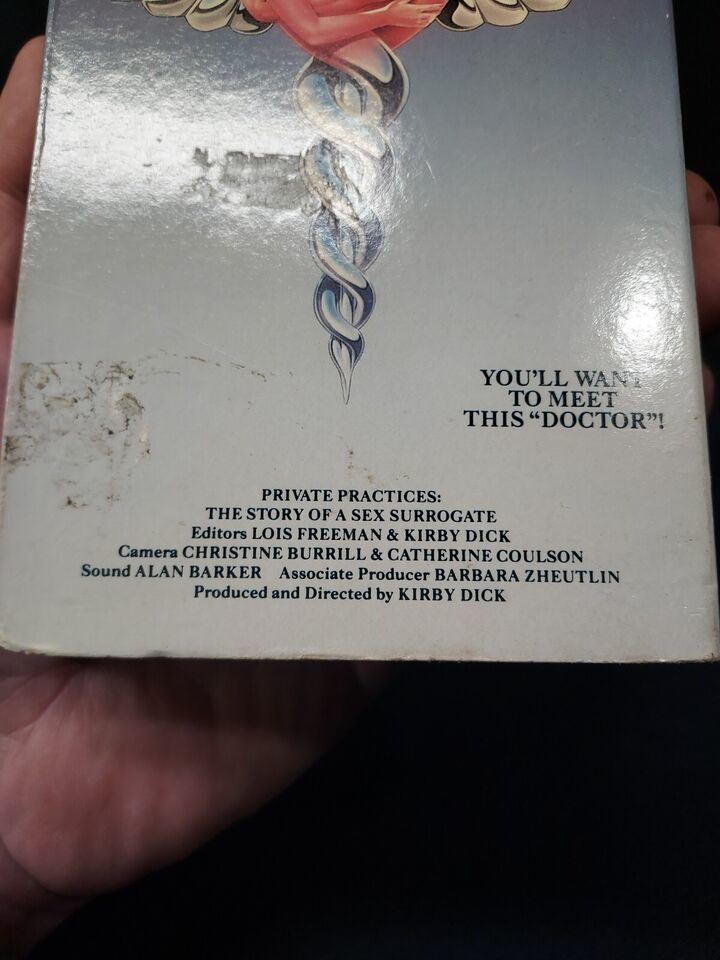 YOU'LL WANT
TO MEET
THIS "DOCTOR"!
PRIVATE PRACTICES:
THE STORY OF A SEX SURROGATE
Editors LOIS FREEMAN & KIRBY DICK
Camera CHRISTINE BURRILL & CATHERINE COULSON
Sound ALAN BARKER Associate Producer BARBARA ZHEUTLIN
Produced and Directed by KIRBY DICK